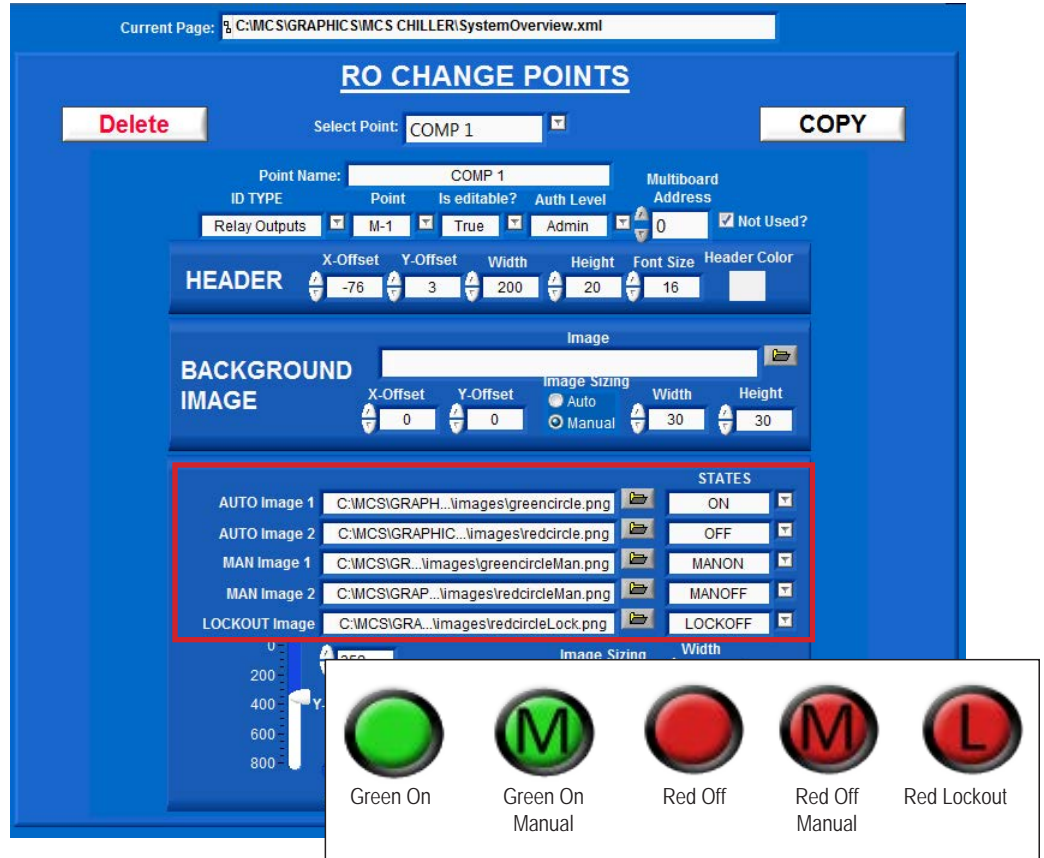 Current Page: C:\MCS\GRAPHICS\MCS CHILLER\SystemOverview.xml
RO CHANGE POINTS
Delete
Select Point: COMP 1
COPY
Point Name: COMP 1
Multiboard
ID TYPE Point Is editable? Auth Level Address
Relay Outputs M-1 True Admin 0 Not Used?
X-Offset Y-Offset Width Height Font Size Header Color
HEADER -76 3 200 20 16
Image
BACKGROUND
IMAGE
Image Sizing
X-Offset Y-Offset Auto Width Height
0 0 Manual 30 30
STATES
AUTO Image 1 C:\MCS\GRAPH...\images\greencircle.png ON
AUTO Image 2 C:\MCS\GRAPHIC...\images\redcircle.png OFF
MAN Image 1 C:\MCS\GR...\images\greencircleMan.png MANON
MAN Image 2 C:\MCS\GRAP...\images\redcircleMan.png MANOFF
LOCKOUT Image C:\MCS\GRA...\images\redcircleLock.png LOCKOFF
0
Image Sizing Width
200
400 Y-
600
800
M M L
Green On Green On Red Off Red Off Red Lockout
Manual Manual